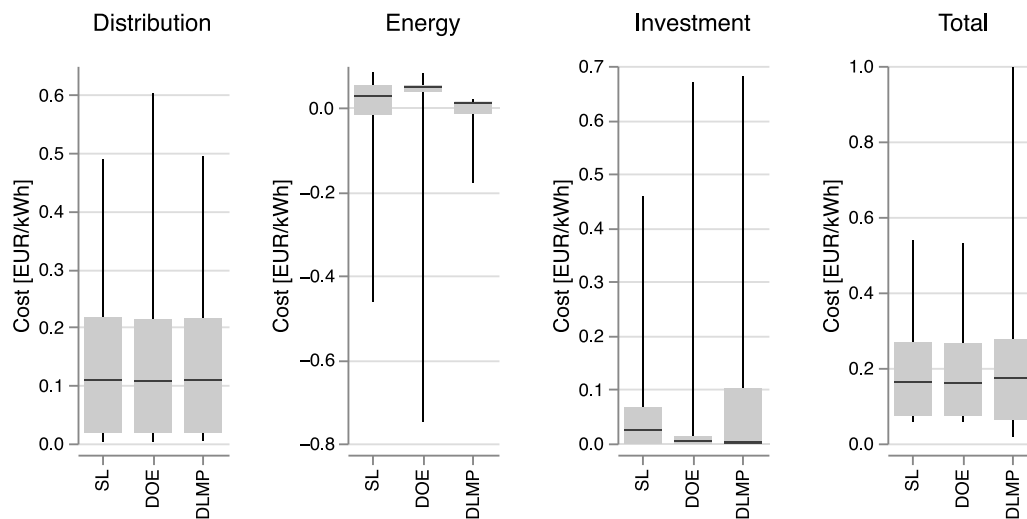 Distribution
Cost [EUR/kWh]
0.6
0.5
0.4
0.3
0.2
0.1
0.0
SL
DOE
DLMP
Energy
Cost [EUR/kWh]
0.0
−0.2
−0.4
−0.6
−0.8
SL
DOE
DLMP
Investment
Cost [EUR/kWh]
0.7
0.6
0.5
0.4
0.3
0.2
0.1
0.0
SL
DOE
DLMP
Total
Cost [EUR/kWh]
1.0
0.8
0.6
0.4
0.2
0.0
SL
DOE
DLMP